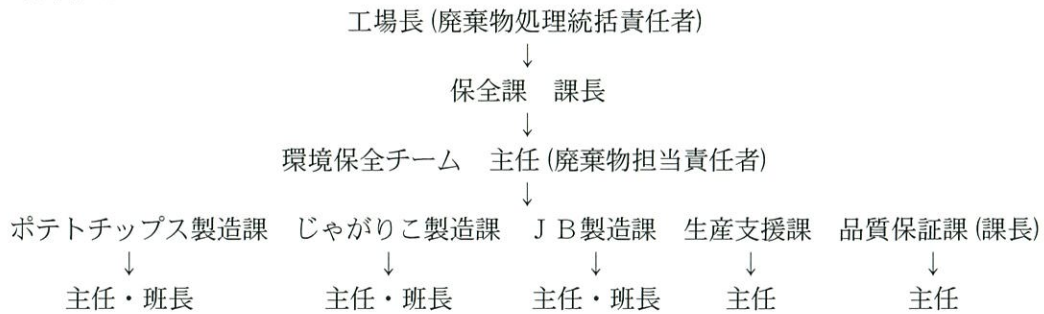 工場長 (廃棄物処理統括責任者)
↓
保全課　課長
↓
環境保全チーム　主任 (廃棄物担当責任者)
↓
ポテトチップス製造課　じゃがりこ製造課　ＪＢ製造課　生産支援課　品質保証課 (課長)
↓　↓　↓　↓　↓
主任・班長　主任・班長　主任・班長　主任　主任